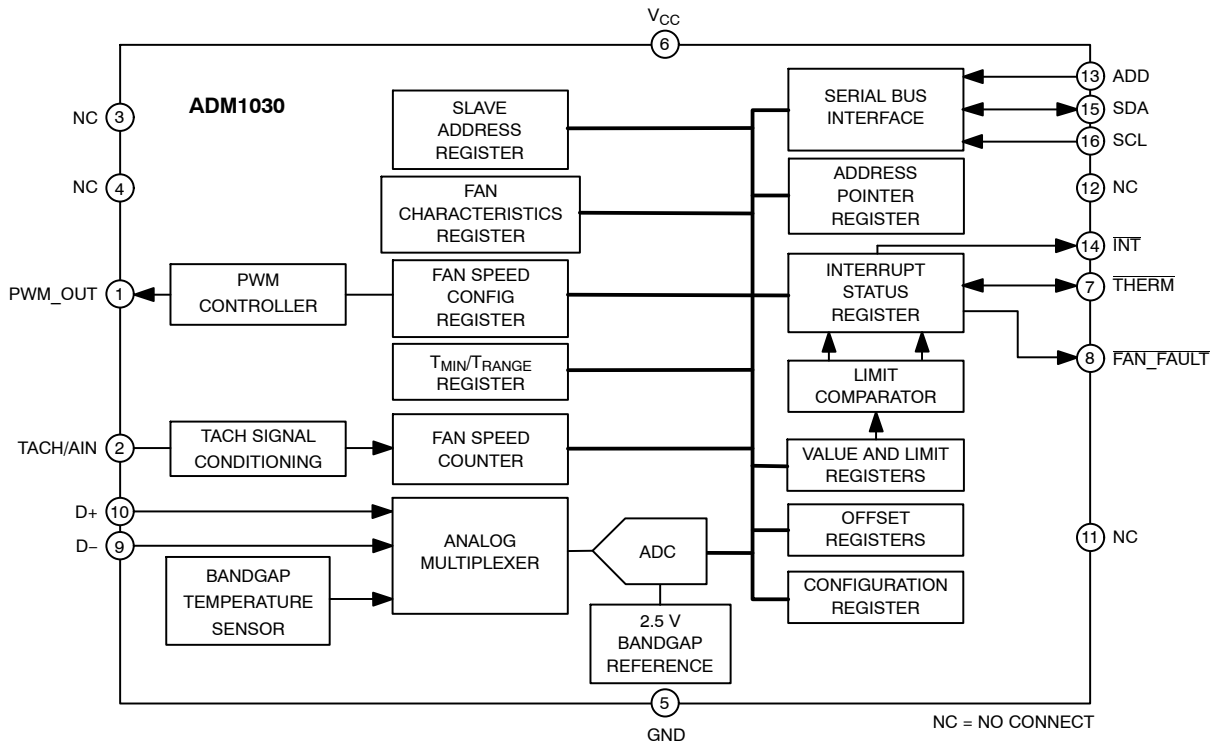 VCC
6
ADM1030
NC 3
NC 4
PWM_OUT 1
TACH/AIN 2
D+ 10
D− 9
PWM
CONTROLLER
TACH SIGNAL
CONDITIONING
BANDGAP
TEMPERATURE
SENSOR
SLAVE
ADDRESS
REGISTER
FAN
CHARACTERISTICS
REGISTER
FAN SPEED
CONFIG
REGISTER
TMIN/TRANGE
REGISTER
FAN SPEED
COUNTER
ANALOG
MULTIPLEXER
ADC
2.5 V
BANDGAP
REFERENCE
SERIAL BUS
INTERFACE
ADDRESS
POINTER
REGISTER
INTERRUPT
STATUS
REGISTER
LIMIT
COMPARATOR
VALUE AND LIMIT
REGISTERS
OFFSET
REGISTERS
CONFIGURATION
REGISTER
13 ADD
15 SDA
16 SCL
12 NC
14 INT
7 THERM
8 FAN_FAULT
11 NC
5
GND
NC = NO CONNECT